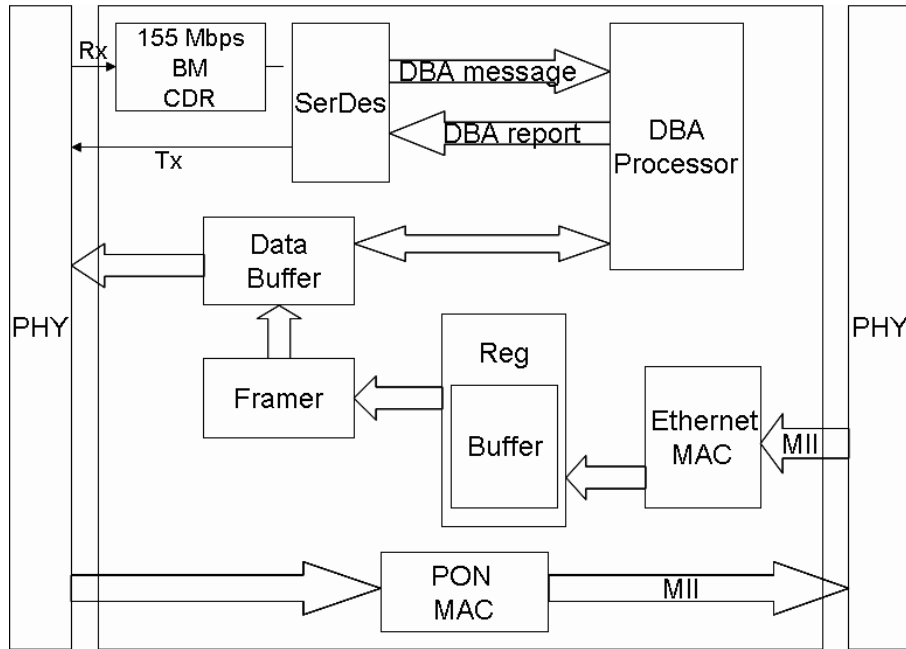 Rx
155 Mbps
BM
CDR
SerDes
DBA message
DBA report
DBA
Processor
Tx
Data
Buffer
PHY
PHY
Reg
Framer
Buffer
Ethernet
MAC
MII
PON
MAC
MII